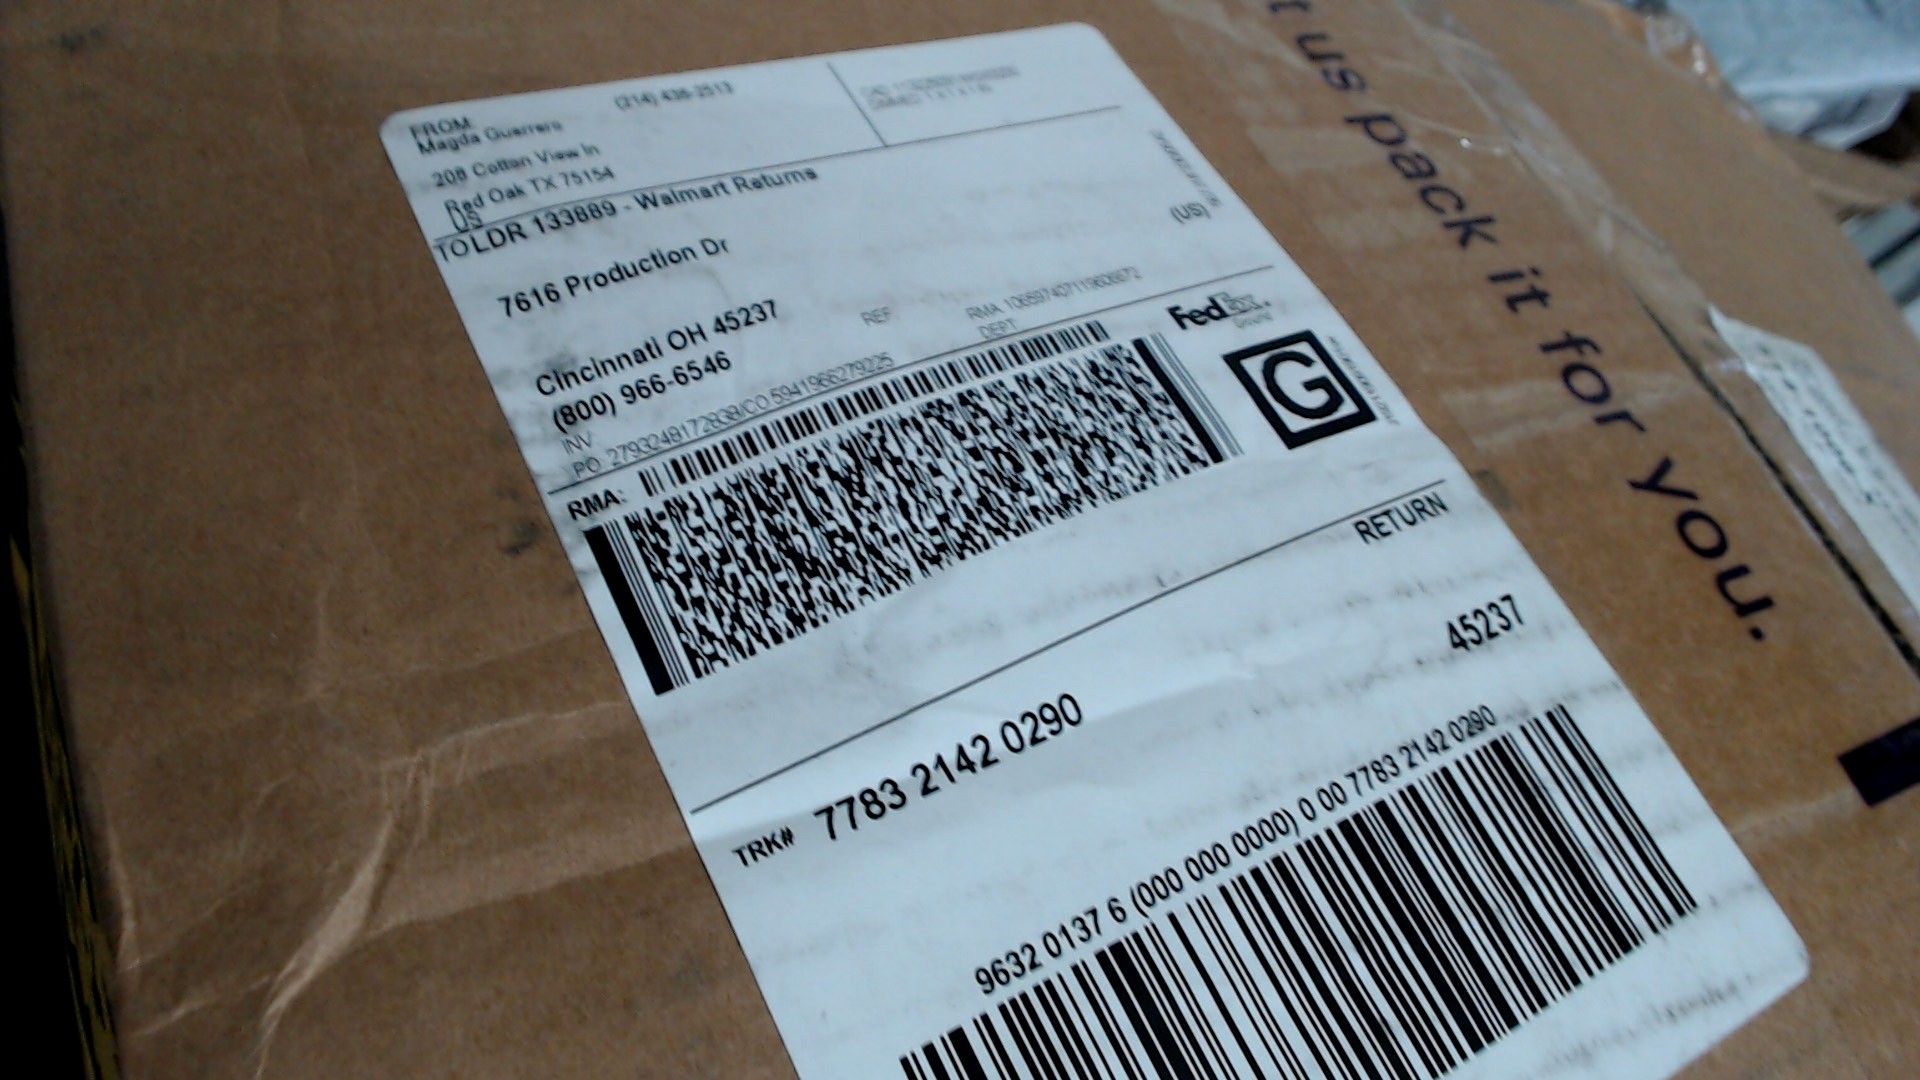 (214) 436-2513
FROM
Magda Guerrero
208 Cotton View ln
Red Oak TX 75154
US
TO LDR 133889 - Walmart Returns
7616 Production Dr
(US)
Cincinnati OH 45237
(800) 966-6546
REF
INV
RMA 
PO
DEPT
RMA:
FedEx
Ground
G
RETURN
45237
TRK# 7783 2142 0290
9632 0137 6 (000 000 0000) 0 00 7783 2142 0290
us pack it for you.